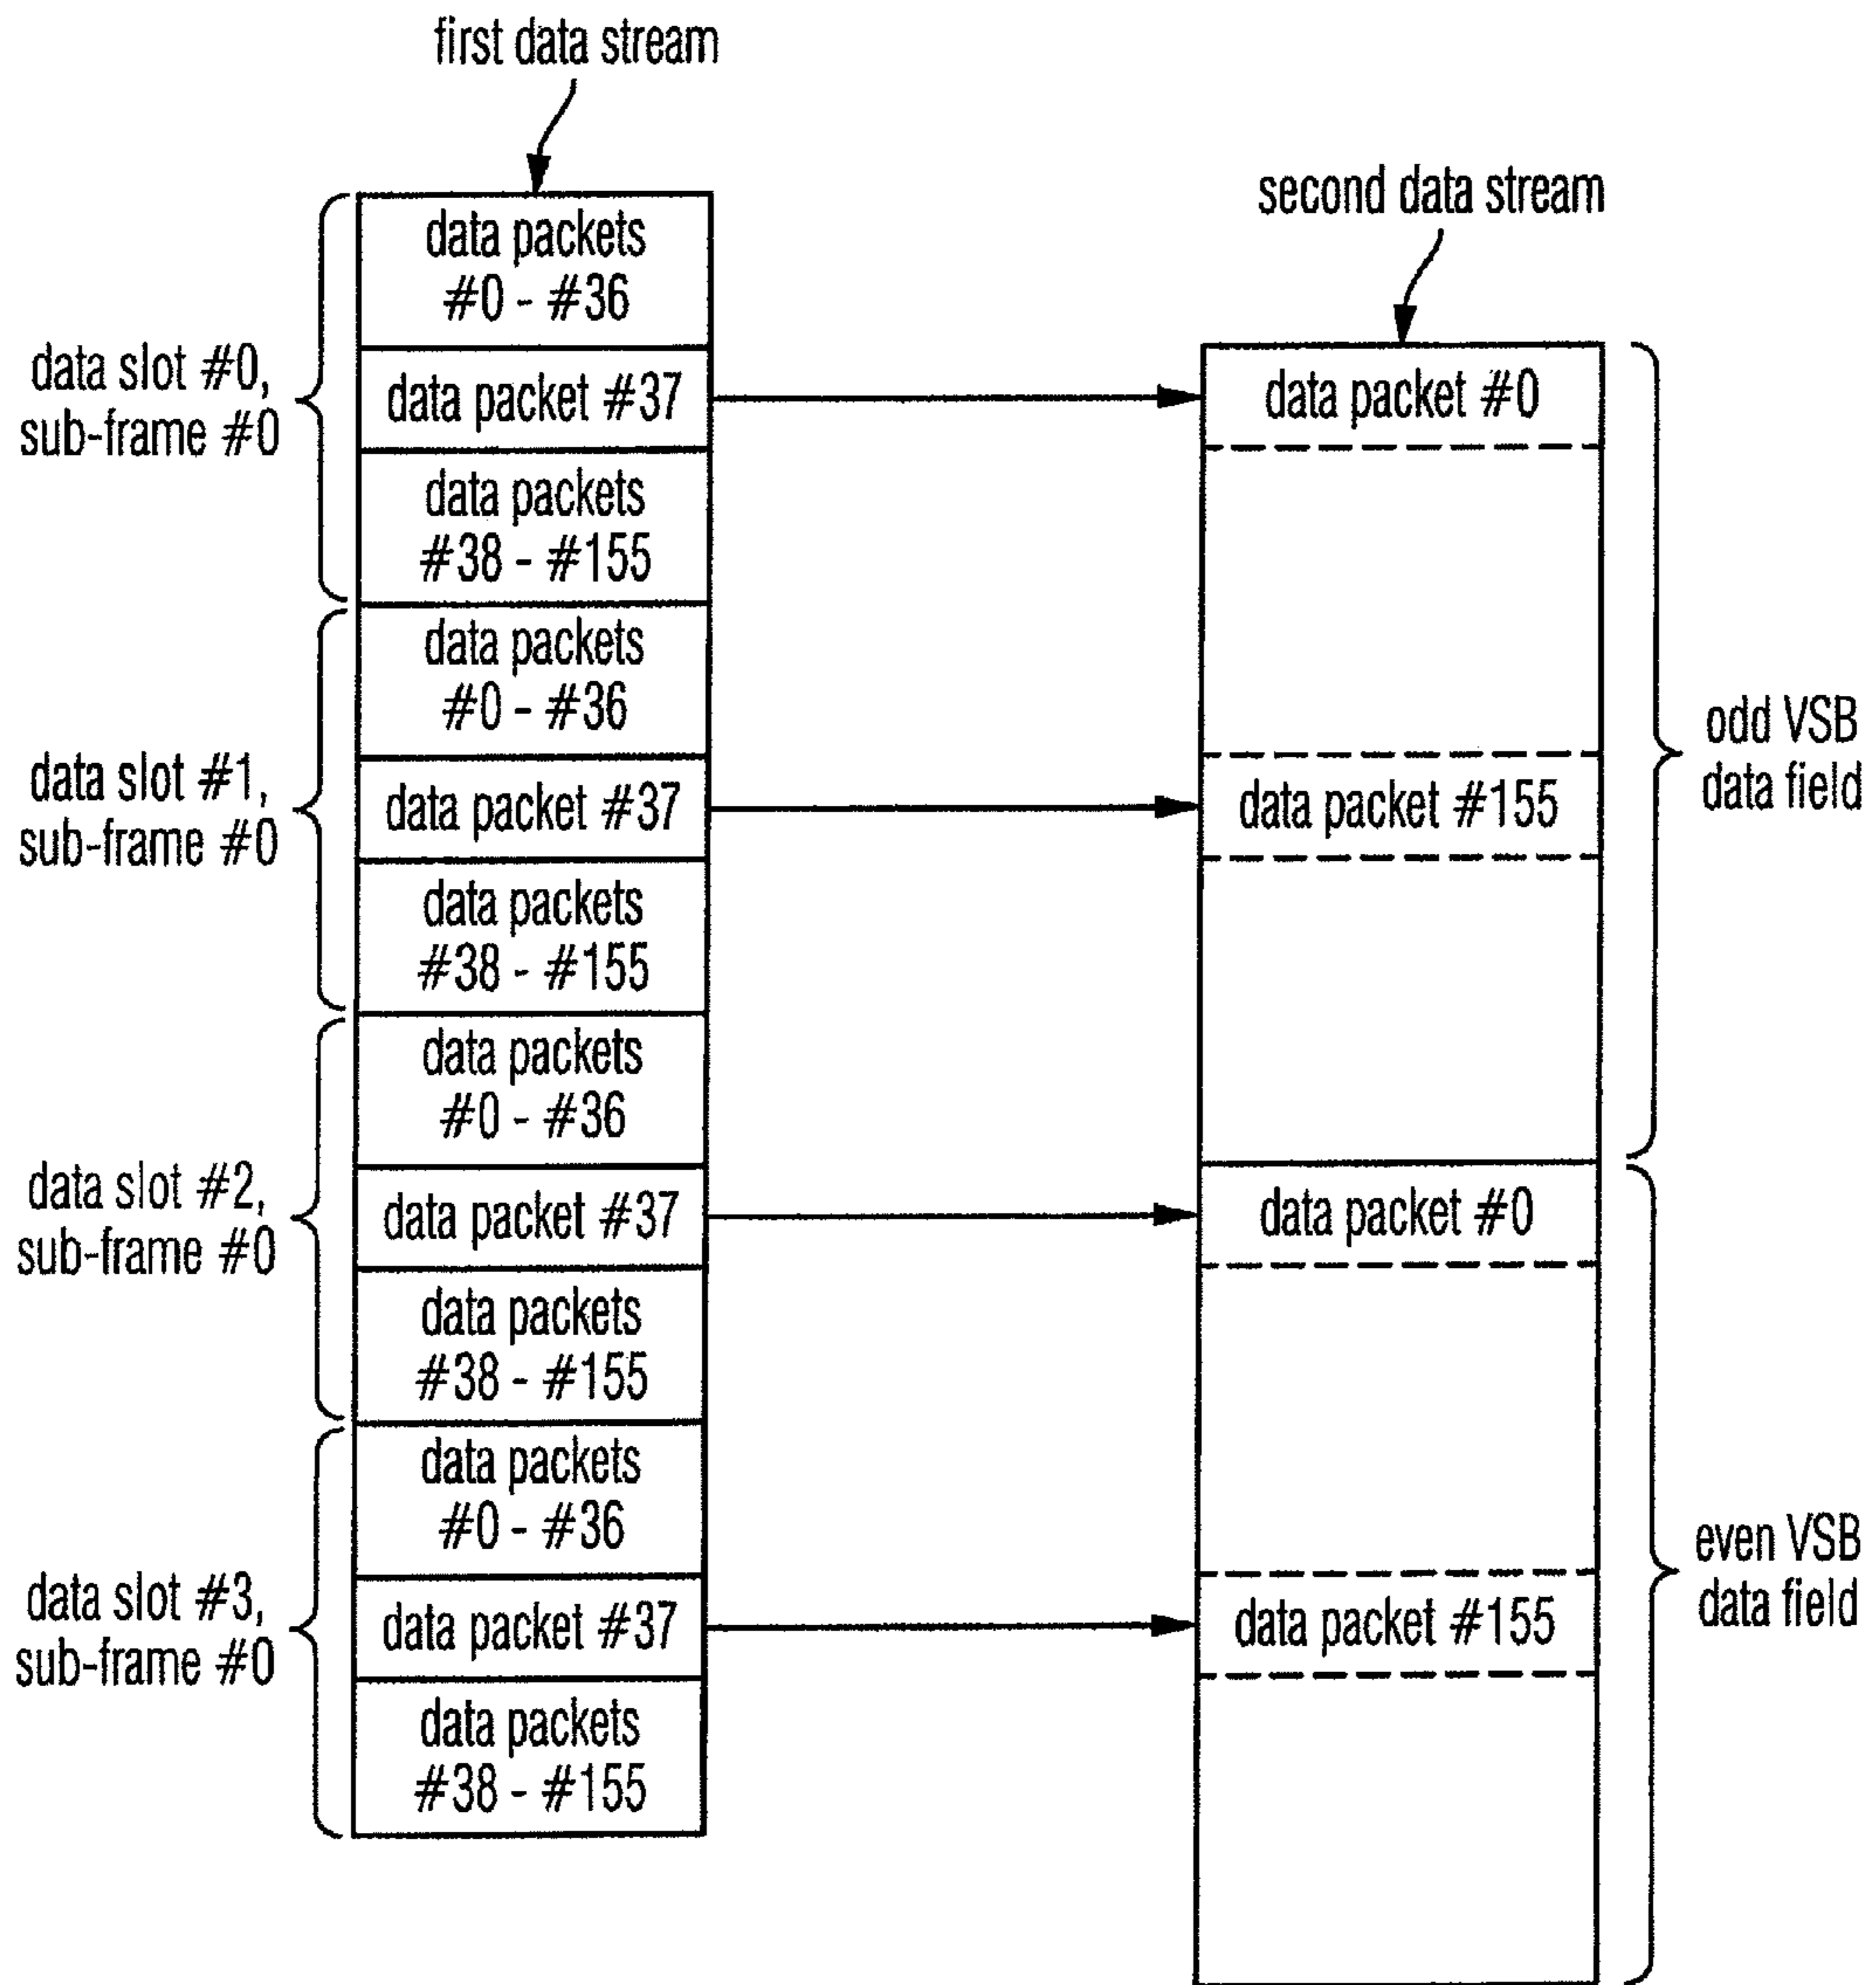 first data stream
second data stream
data slot #0,
sub-frame #0
data packets
#0 - #36
data packet #37
data packets
#38 - #155
data slot #1,
sub-frame #0
data packets
#0 - #36
data packet #37
data packets
#38 - #155
data slot #2,
sub-frame #0
data packets
#0 - #36
data packet #37
data packets
#38 - #155
data slot #3,
sub-frame #0
data packets
#0 - #36
data packet #37
data packets
#38 - #155
data packet #0
data packet #155
odd VSB
data field
data packet #0
data packet #155
even VSB
data field